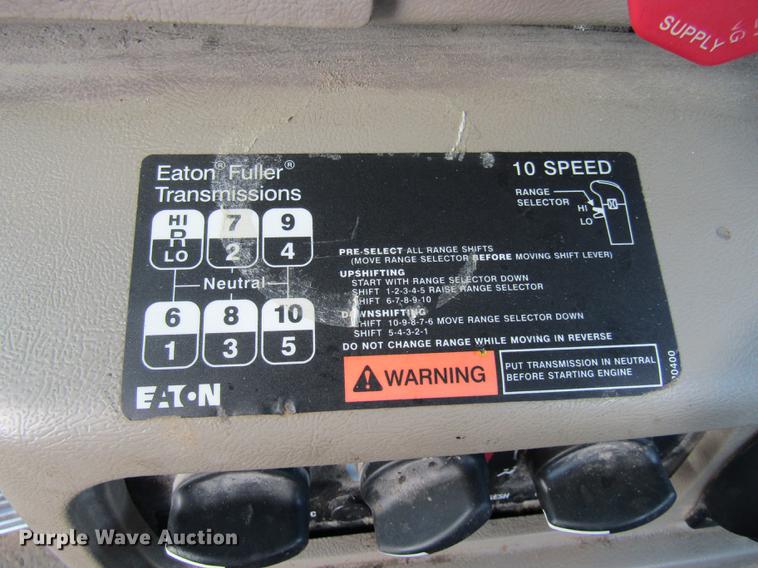 SUPPLY
Eaton® Fuller®
Transmissions
10 SPEED
RANGE
SELECTOR
HI
LO
HI 7 9
R
LO 2 4
Neutral
6 8 10
1 3 5
PRE-SELECT ALL RANGE SHIFTS
(MOVE RANGE SELECTOR BEFORE MOVING SHIFT LEVER)
UPSHIFTING
START WITH RANGE SELECTOR DOWN
SHIFT 1-2-3-4-5 RAISE RANGE SELECTOR
SHIFT 6-7-8-9-10
DOWNSHIFTING
SHIFT 10-9-8-7-6 MOVE RANGE SELECTOR DOWN
SHIFT 5-4-3-2-1
DO NOT CHANGE RANGE WHILE MOVING IN REVERSE
WARNING
PUT TRANSMISSION IN NEUTRAL
BEFORE STARTING ENGINE
EATON
Purple Wave Auction